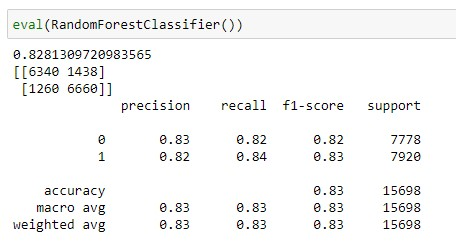 eval(RandomForestClassifier())
0.8281309720983565
[[6340 1438]
[1260 6660]]
precision recall f1-score support
0 0.83 0.82 0.82 7778
1 0.82 0.84 0.83 7920
accuracy 0.83 15698
macro avg 0.83 0.83 0.83 15698
weighted avg 0.83 0.83 0.83 15698